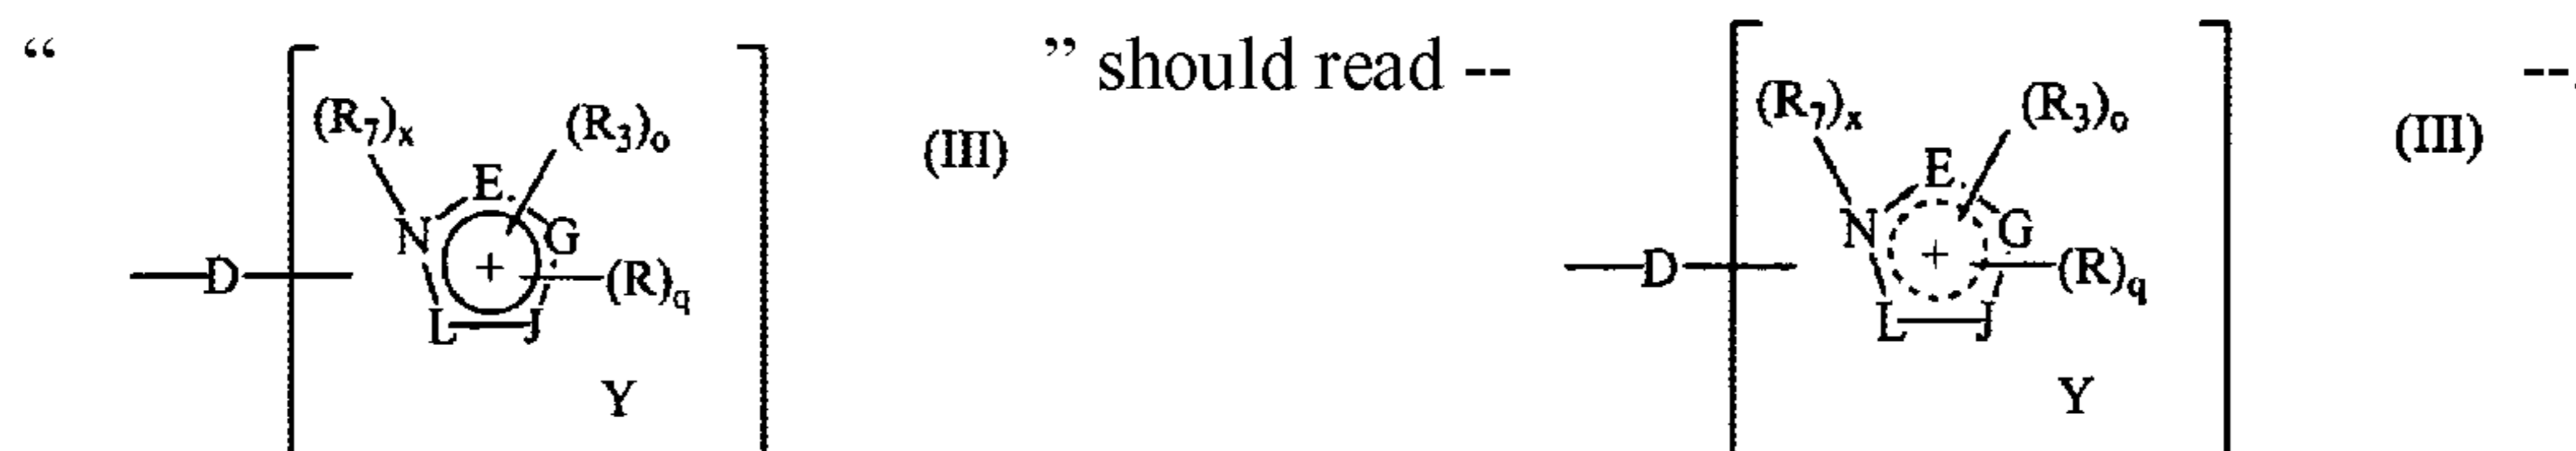 “ ” should read -- --.
(R₇)ₓ (R₃)ₒ (III) (R₇)ₓ (R₃)ₒ (III)
E E
N G N G
D + (R)q D + (R)q
L J L J
Y Y